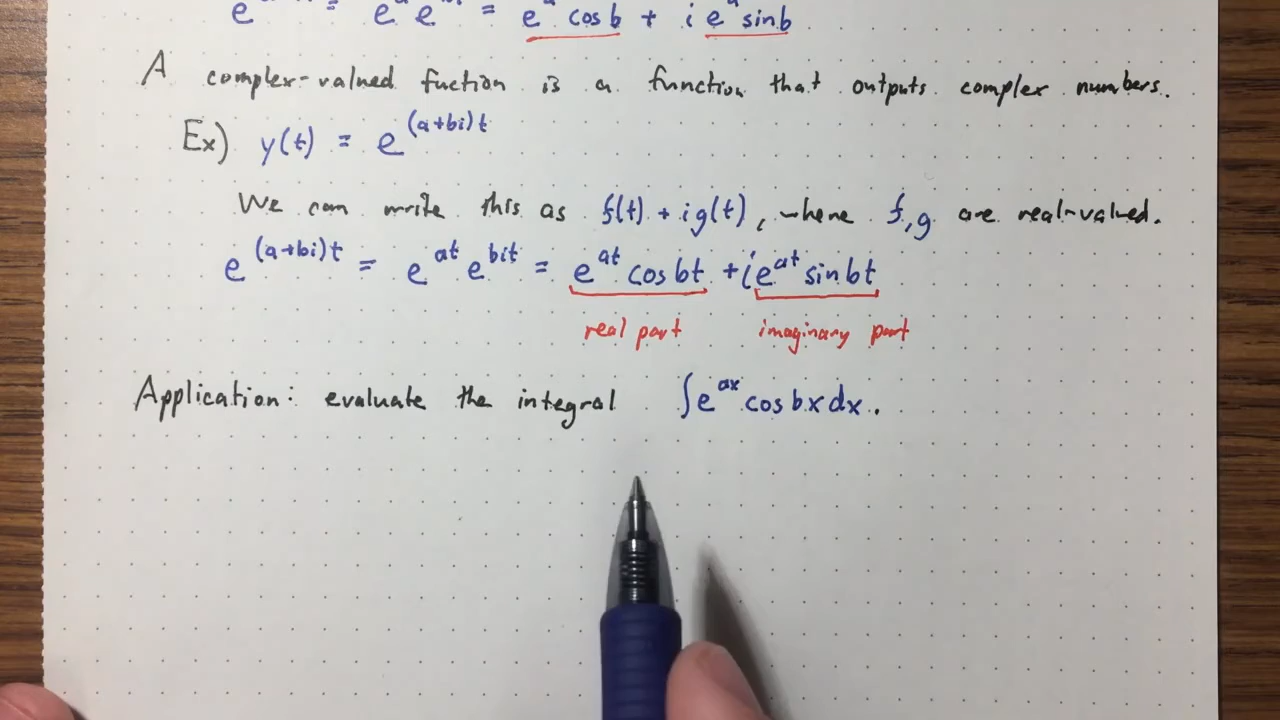 = e e = e cos b + i e sin b
A complex-valued fuction is a function that outputs complex numbers.
Ex) y(t) = e^(a+bi)t
We can write this as f(t) + ig(t), where f,g are real-valued.
e^(a+bi)t = e^at e^bit = e^at cos bt + i e^at sin bt
real part imaginary part
Application: evaluate the integral ∫e^ax cos bx dx.